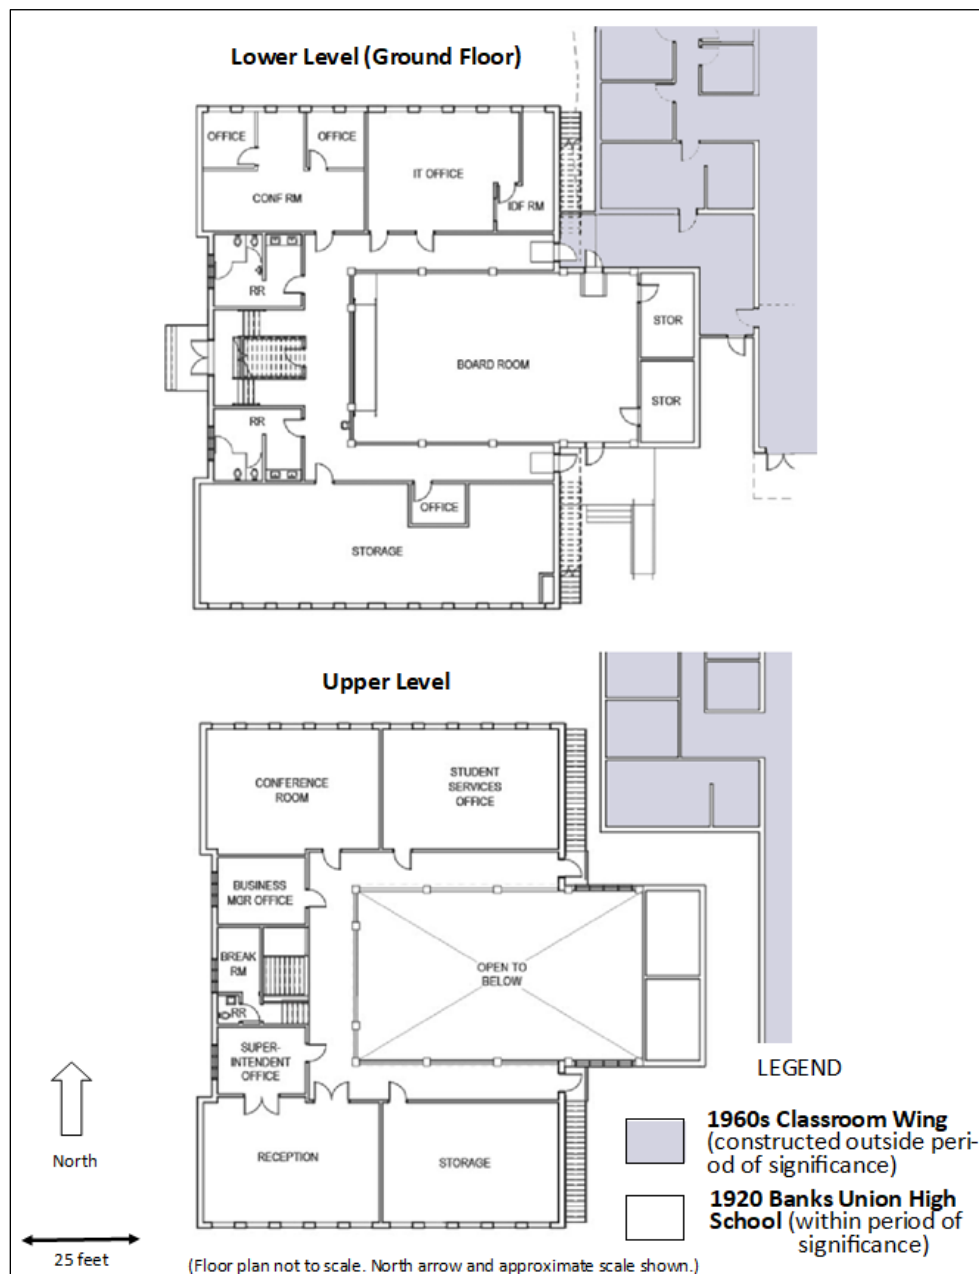 Lower Level (Ground Floor)
OFFICE
OFFICE
IT OFFICE
CONF RM
IDF RM
RR
STOR
BOARD ROOM
STOR
RR
OFFICE
STORAGE
Upper Level
CONFERENCE
ROOM
STUDENT
SERVICES
OFFICE
BUSINESS
MGR OFFICE
BREAK
RM
OPEN TO
BELOW
RR
SUPER-
INTENDENT
OFFICE
RECEPTION
STORAGE
North
25 feet
LEGEND
1960s Classroom Wing
(constructed outside peri-
od of significance)
1920 Banks Union High
School (within period of
significance)
(Floor plan not to scale. North arrow and approximate scale shown.)